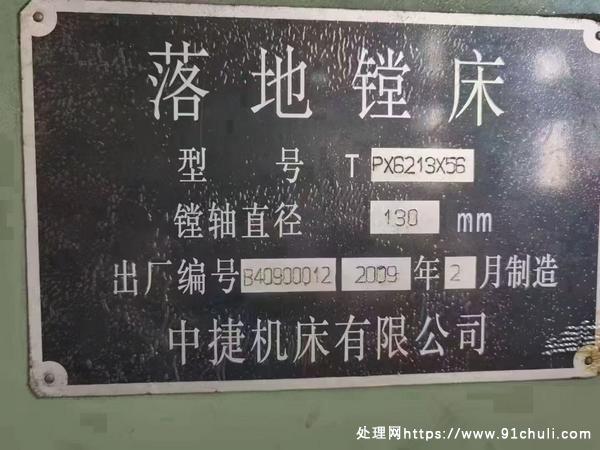 落地镗床
型号 T PX6213X56
镗轴直径 130 mm
出厂编号 B40900012 2009 年 2 月制造
中捷机床有限公司
处理网https://www.91chuli.com/